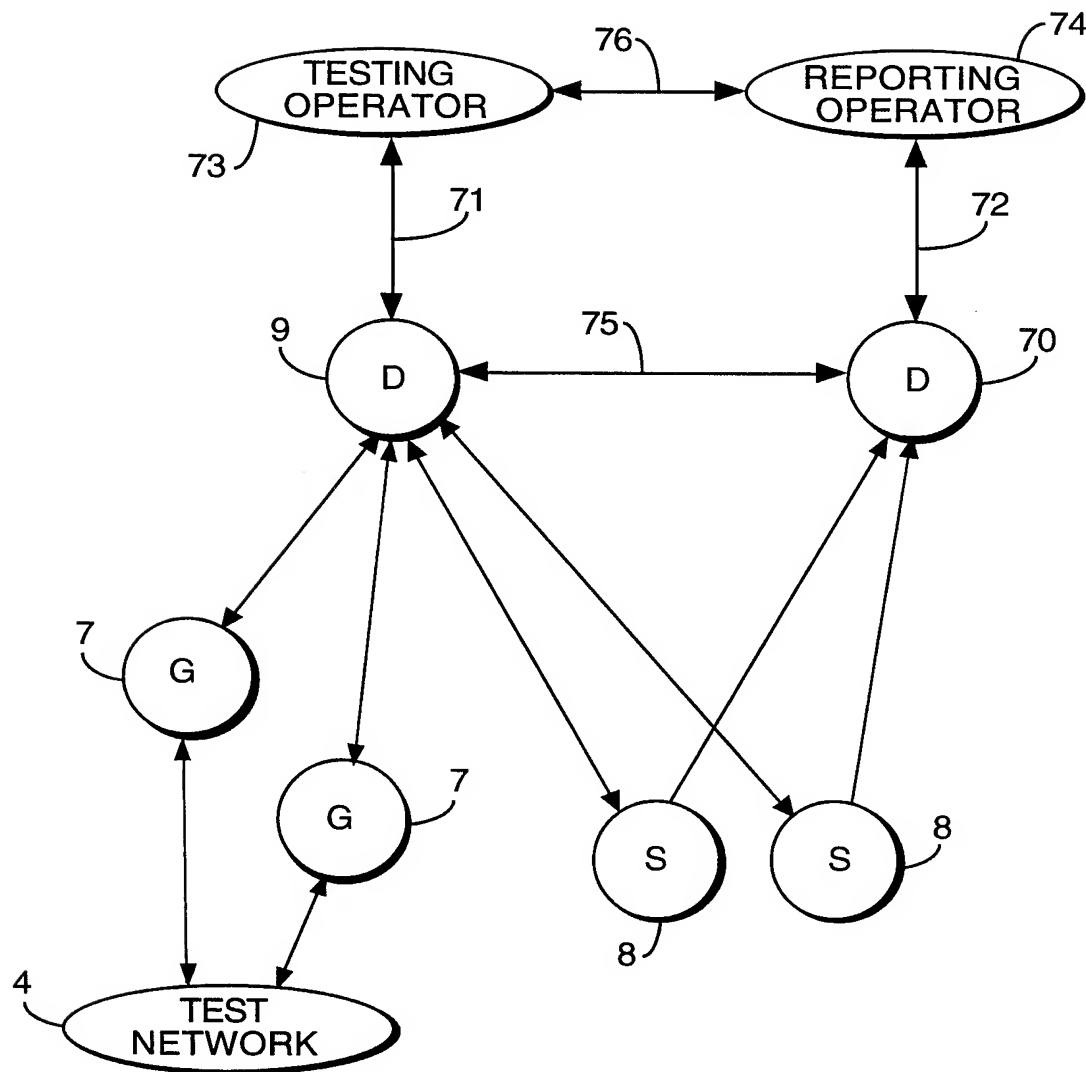 76
74
TESTING
OPERATOR
REPORTING
OPERATOR
73
71
72
9
75
70
D
D
7
G
7
G
S
8
S
8
4
TEST
NETWORK